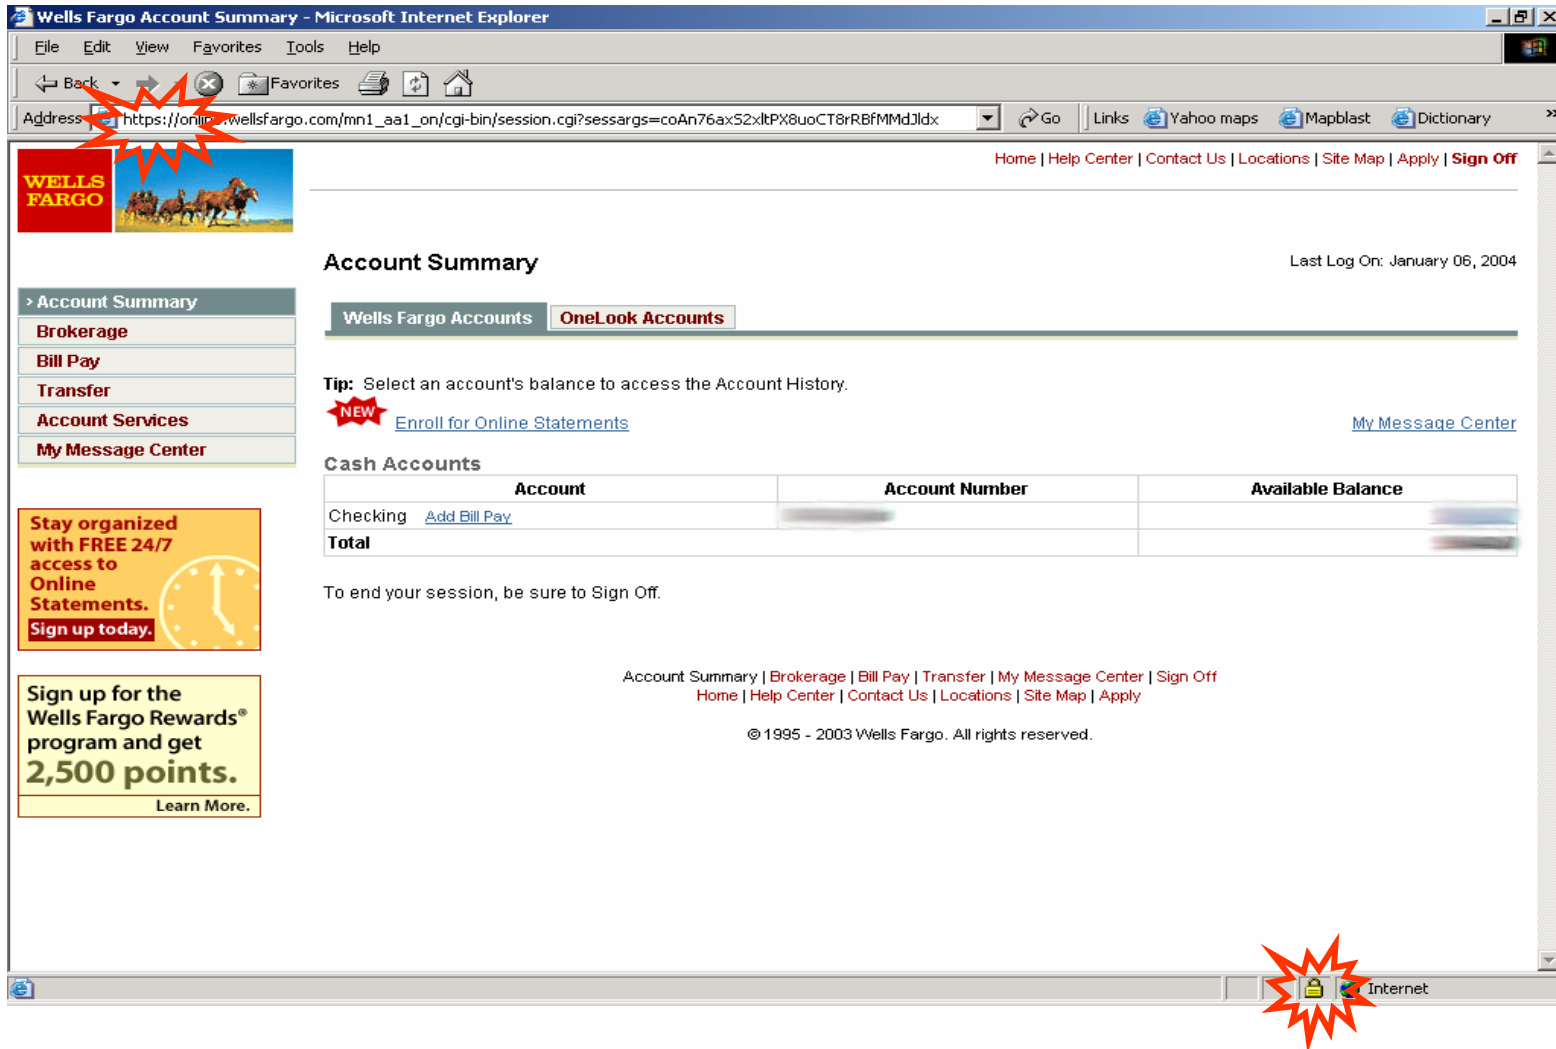 Wells Fargo Account Summary - Microsoft Internet Explorer
File Edit View Favorites Tools Help
Back Favorites
Address https://online.wellsfargo.com/mn1_aa1_on/cgi-bin/session.cgi?sessargs=coAn76axS2xltPX8uoCT8rRBfMMdJldx Go Links Yahoo maps Mapblast Dictionary »
Home | Help Center | Contact Us | Locations | Site Map | Apply | Sign Off
WELLS
FARGO
Account Summary
Last Log On: January 06, 2004
> Account Summary
Brokerage
Bill Pay
Transfer
Account Services
My Message Center
Wells Fargo Accounts OneLook Accounts
Tip: Select an account's balance to access the Account History.
NEW Enroll for Online Statements My Message Center
Cash Accounts
Account Account Number Available Balance
Checking Add Bill Pay
Total
To end your session, be sure to Sign Off.
Stay organized
with FREE 24/7
access to
Online
Statements.
Sign up today.
Sign up for the
Wells Fargo Rewards®
program and get
2,500 points.
Learn More.
Account Summary | Brokerage | Bill Pay | Transfer | My Message Center | Sign Off
Home | Help Center | Contact Us | Locations | Site Map | Apply
© 1995 - 2003 Wells Fargo. All rights reserved.
Internet